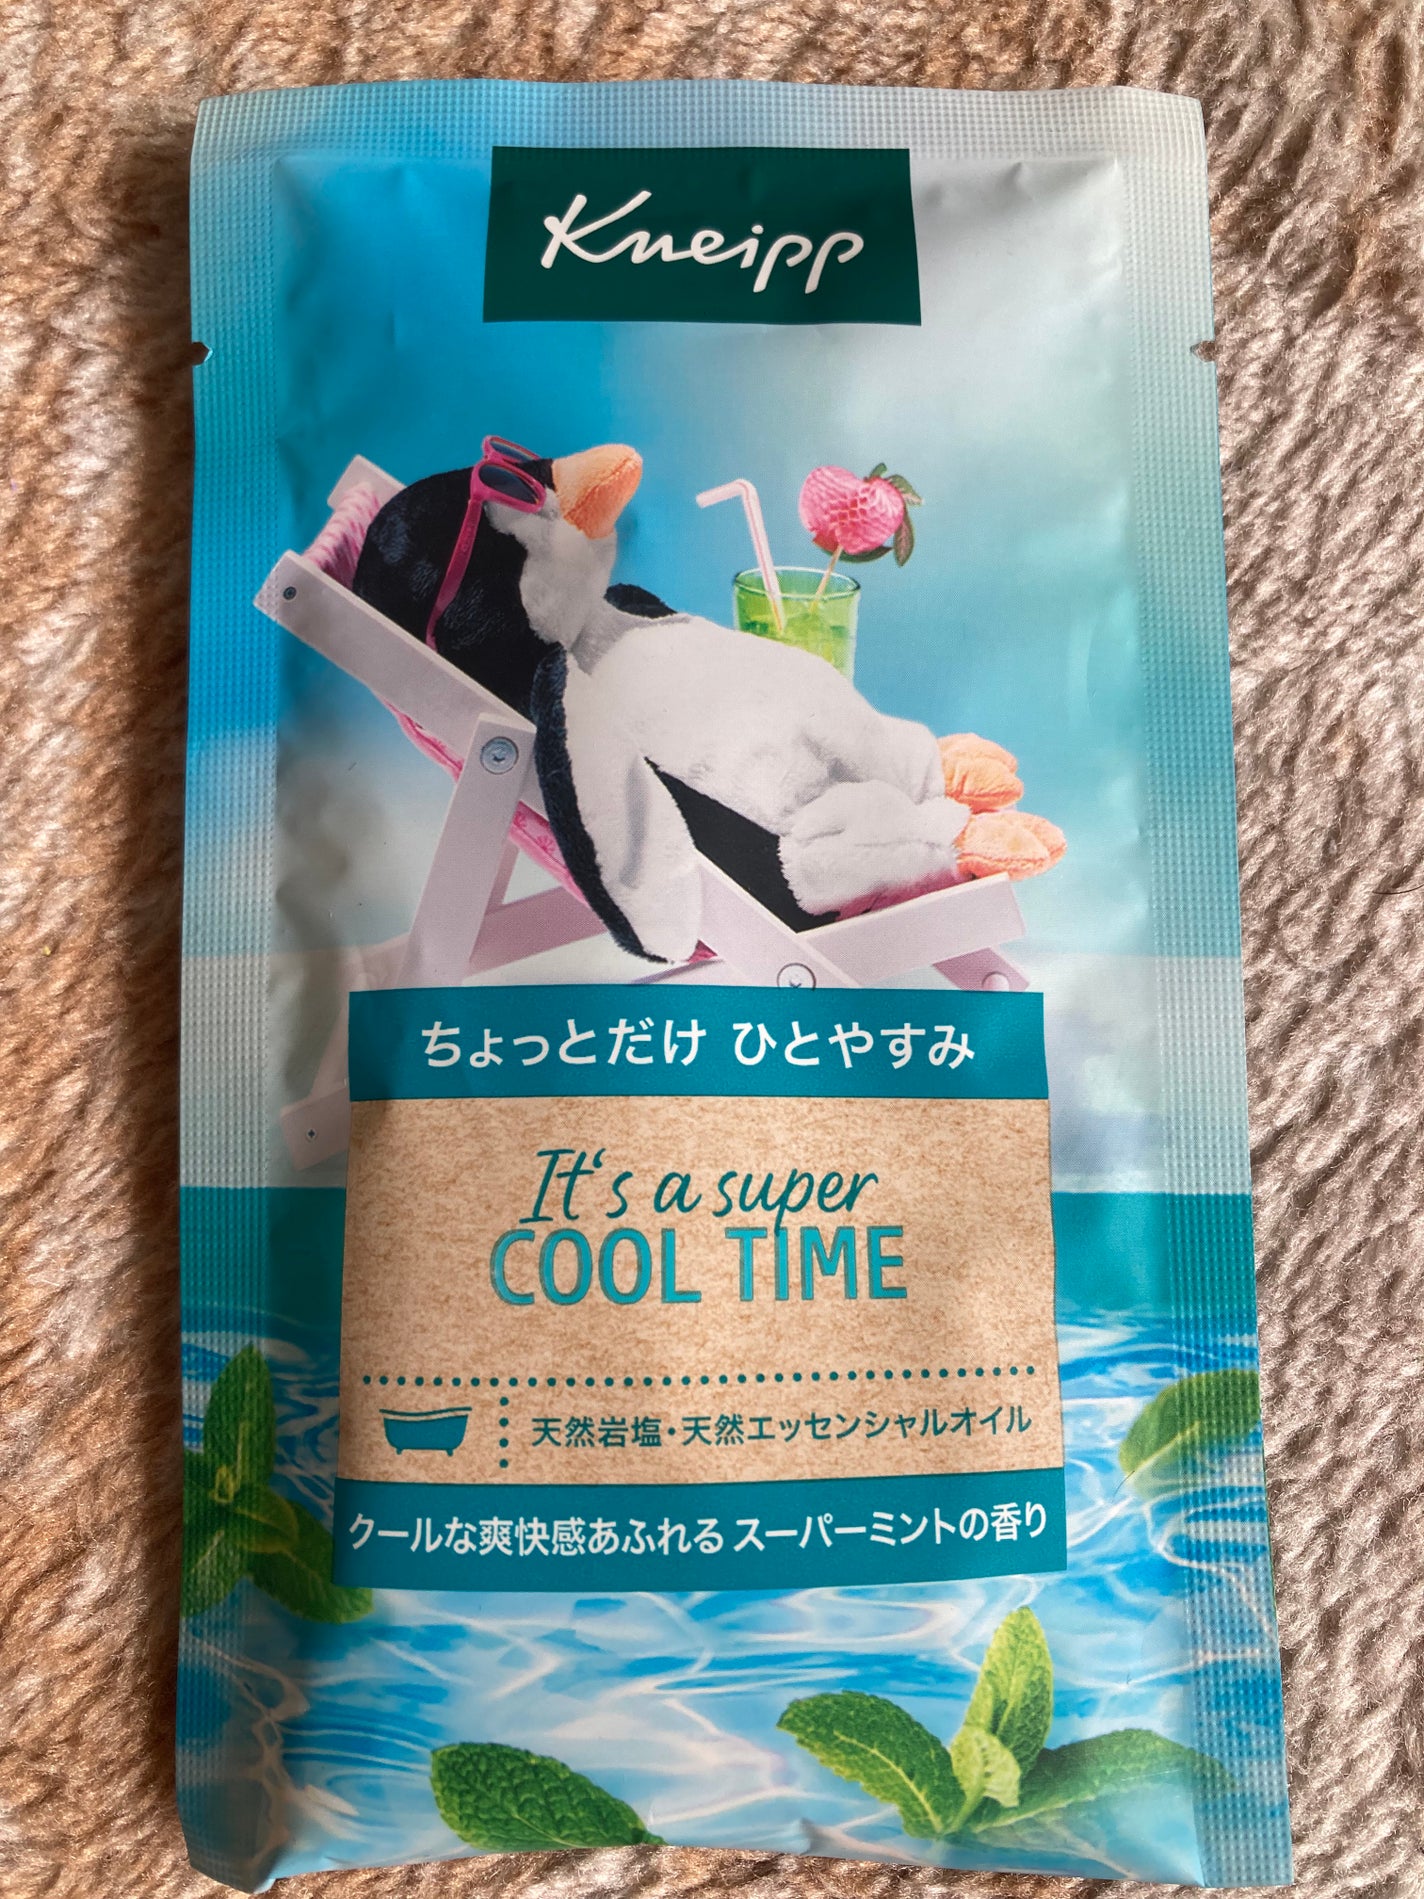 Kneipp
ちょっとだけ ひとやすみ
It's a super
COOL TIME
天然岩塩・天然エッセンシャルオイル
クールな爽快感あふれる スーパーミントの香り